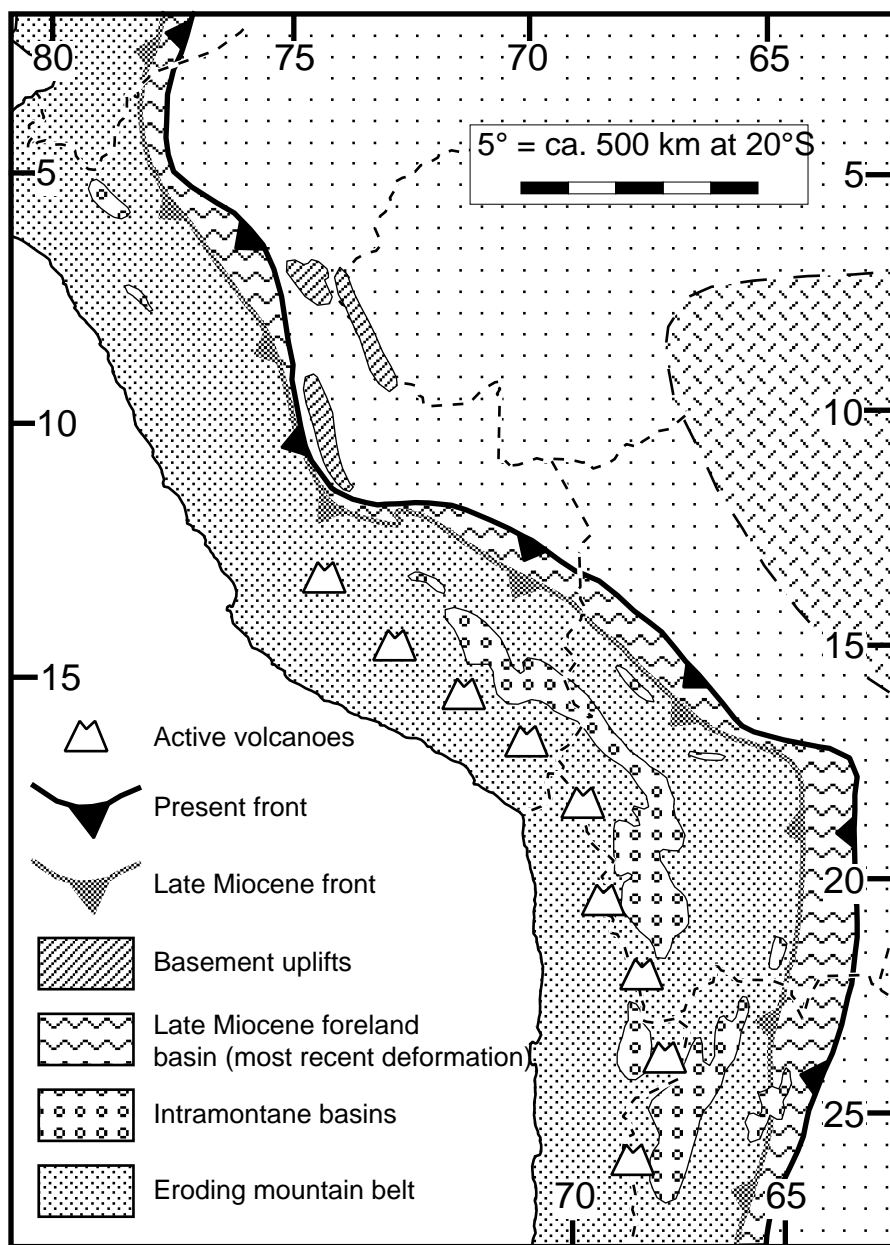 80 75 70 65
5° = ca. 500 km at 20°S
5 5
10 10
15 15
Active volcanoes
Present front
20
Late Miocene front
Basement uplifts
Late Miocene foreland
basin (most recent deformation)
Intramontane basins
25
Eroding mountain belt
70 65